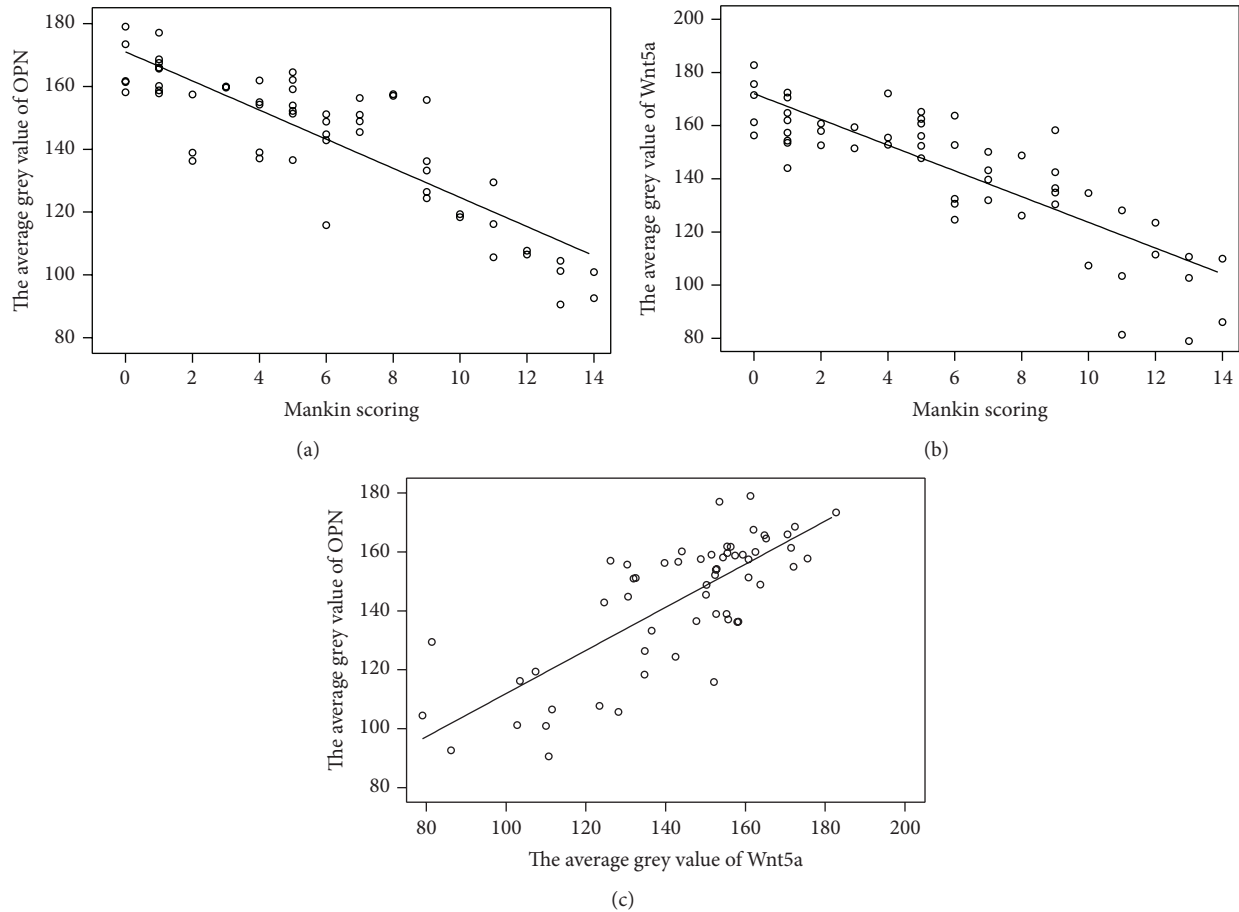 The average grey value of OPN
180
160
140
120
100
80
0 2 4 6 8 10 12 14
Mankin scoring
(a)
The average grey value of Wnt5a
200
180
160
140
120
100
80
0 2 4 6 8 10 12 14
Mankin scoring
(b)
The average grey value of OPN
180
160
140
120
100
80
80 100 120 140 160 180 200
The average grey value of Wnt5a
(c)